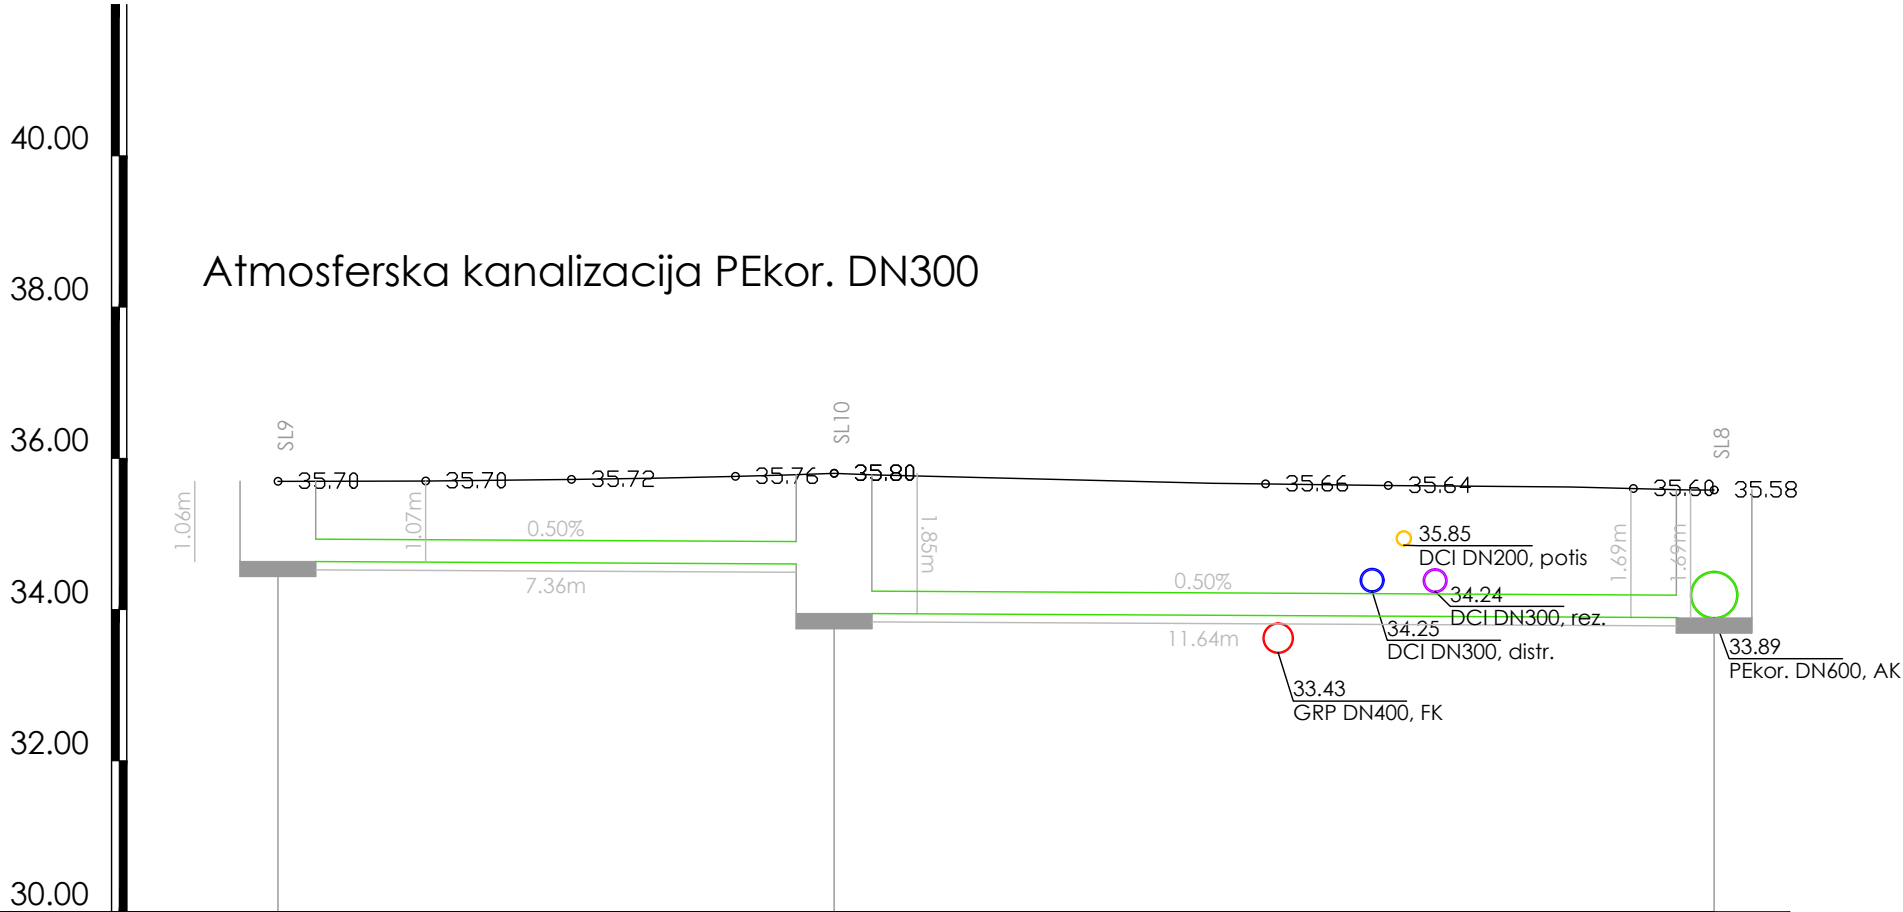 40.00
Atmosferska kanalizacija PEkor. DN300
38.00
36.00
SL9
SL10
SL8
35.70
35.70
35.72
35.76
35.80
35.66
35.64
35.60
35.58
1.06m
1.07m
0.50%
7.36m
1.85m
0.50%
11.64m
1.69m
1.69m
35.85
DCI DN200, potis
34.00
34.24
DCI DN300, rez.
34.25
DCI DN300, distr.
33.89
PEkor. DN600, AK
33.43
GRP DN400, FK
32.00
30.00